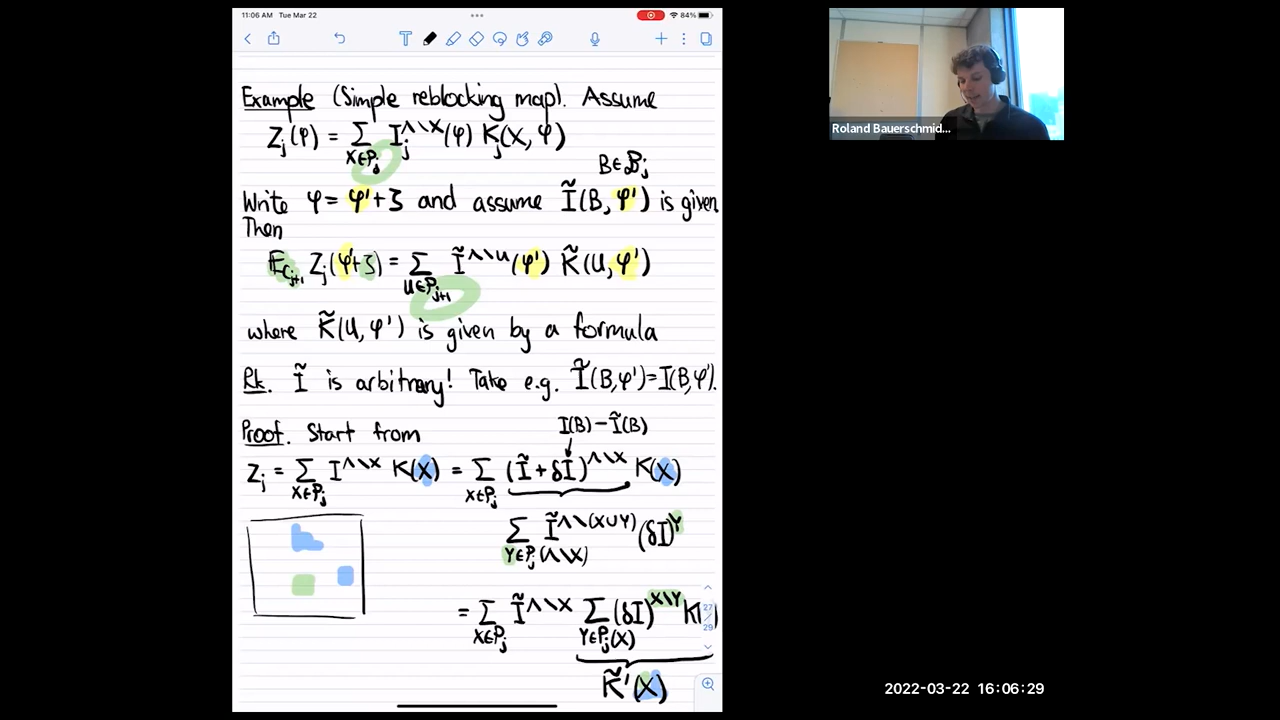 11:06 AM Tue Mar 22
84%
Example (Simple reblocking map). Assume
Z_j(φ) = Σ_{X∈P_j} I_j^{Λ∖X}(φ) K_j(X, φ)
B∈𝓑_j
Write φ = φ'+ζ and assume Ĩ(B, φ') is given
Then
E_{C_{j+1}} Z_j(φ'+ζ) = Σ_{U∈P_{j+1}} Ĩ^{Λ∖U}(φ') K̃(U, φ')
where K̃(U, φ') is given by a formula
Rk. Ĩ is arbitrary! Take e.g. Ĩ(B,φ')=I(B,φ').
Proof. Start from
I(B)−Ĩ(B)
Z_j = Σ_{X∈P_j} I^{Λ∖X} K(X) = Σ_{X∈P_j} (Ĩ+δI)^{Λ∖X} K(X)
Σ_{Y∈P_j(Λ∖X)} Ĩ^{Λ∖(X∪Y)} (δI)^Y
= Σ_{X∈P_j} Ĩ^{Λ∖X} Σ_{Y∈P_j(X)} (δI)^{X∖Y} K
K̃'(X)
27
29
Roland Bauerschmid...
2022-03-22 16:06:29